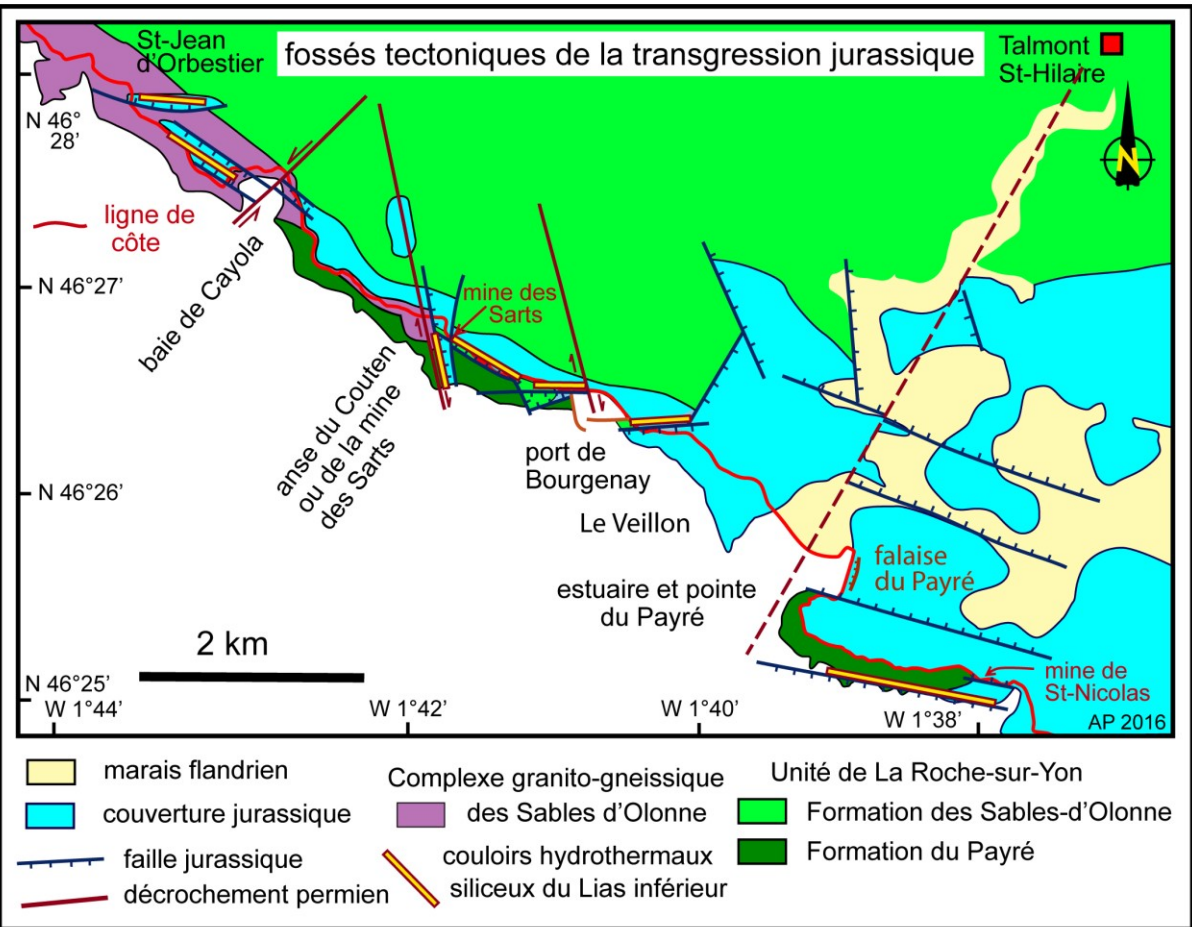 fossés tectoniques de la transgression jurassique
St-Jean
d'Orbestier
Talmont
St-Hilaire
N 46°
28'
N
ligne de
côte
baie de Cayola
N 46°27'
mine des
Sarts
anse du Couten
ou de la mine
des Sarts
port de
Bourgenay
N 46°26'
Le Veillon
falaise
du Payré
estuaire et pointe
du Payré
2 km
N 46°25'
mine de
St-Nicolas
W 1°44'
W 1°42'
W 1°40'
W 1°38'
AP 2016
marais flandrien
couverture jurassique
faille jurassique
décrochement permien
Complexe granito-gneissique
des Sables d'Olonne
couloirs hydrothermaux
siliceux du Lias inférieur
Unité de La Roche-sur-Yon
Formation des Sables-d'Olonne
Formation du Payré